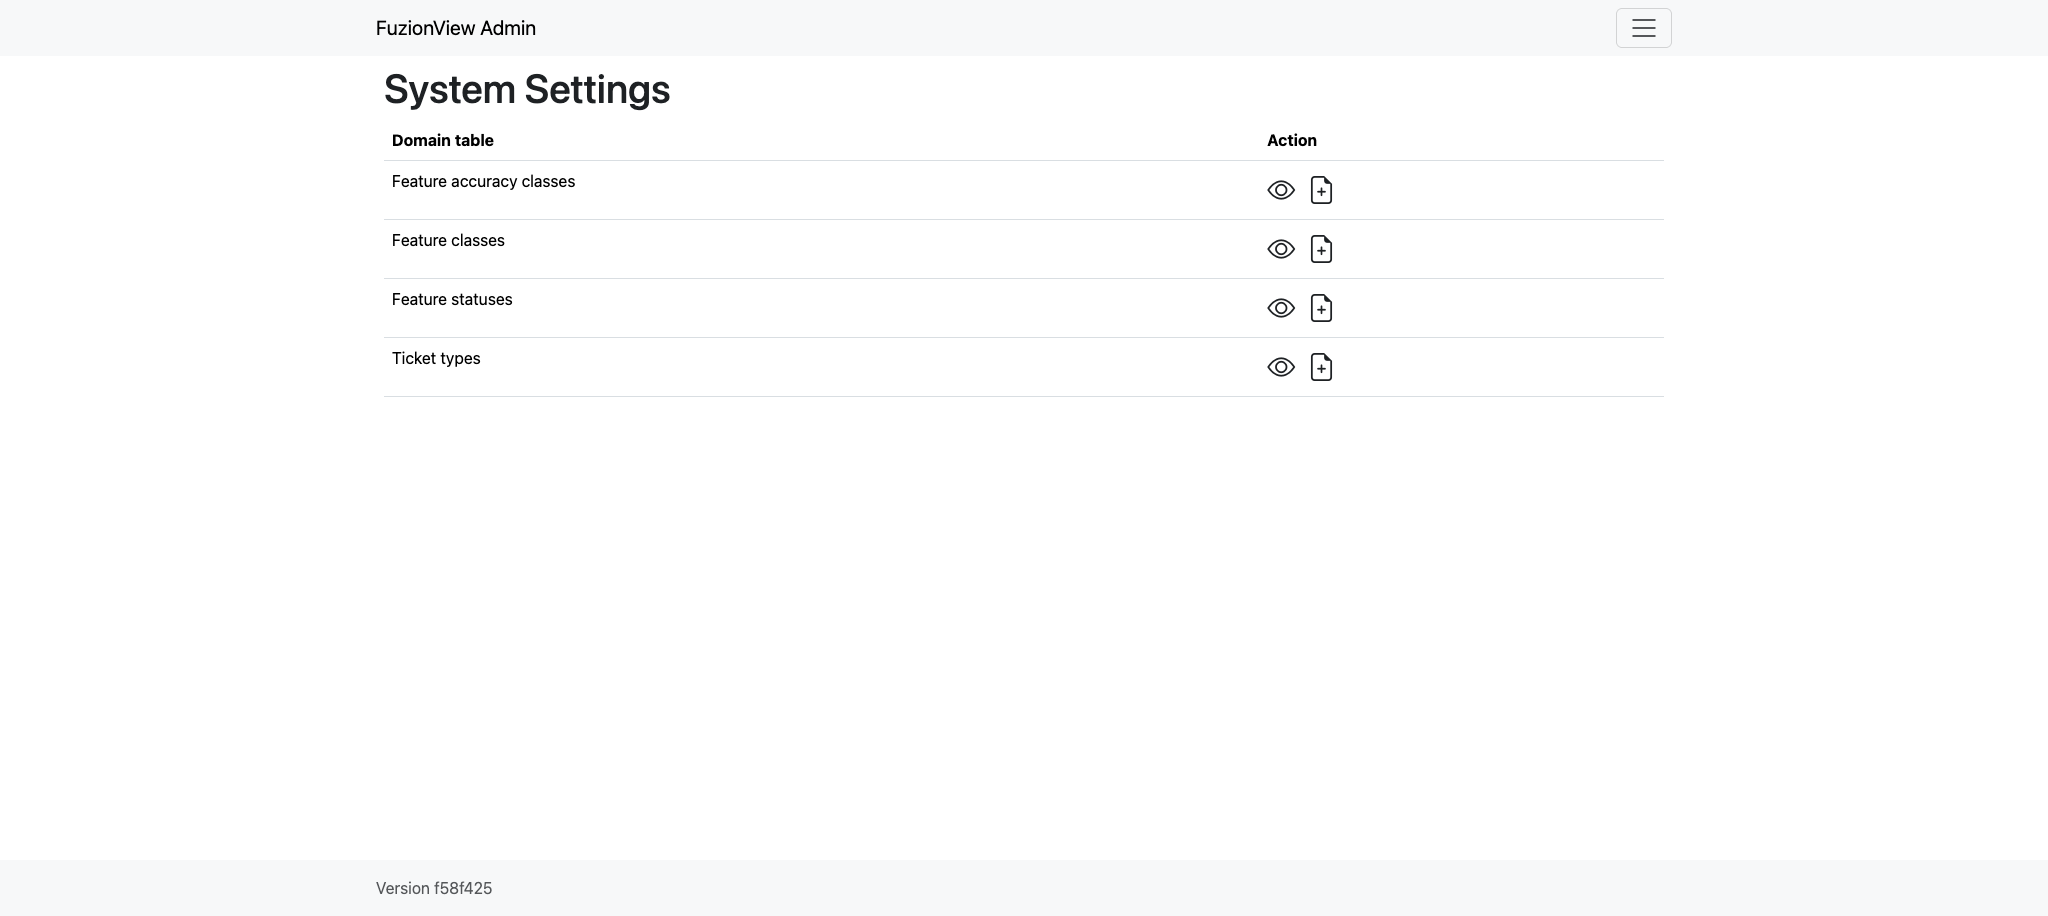 FuzionView Admin
System Settings
Domain table Action
Feature accuracy classes
Feature classes
Feature statuses
Ticket types
Version f58f425